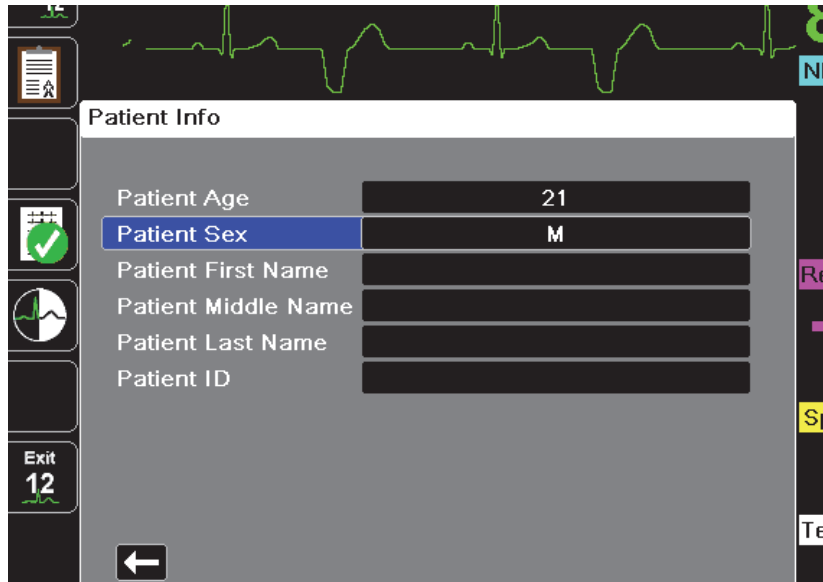 12
Patient Info
Patient Age 21
Patient Sex M
Patient First Name
Patient Middle Name
Patient Last Name
Patient ID
Exit
12